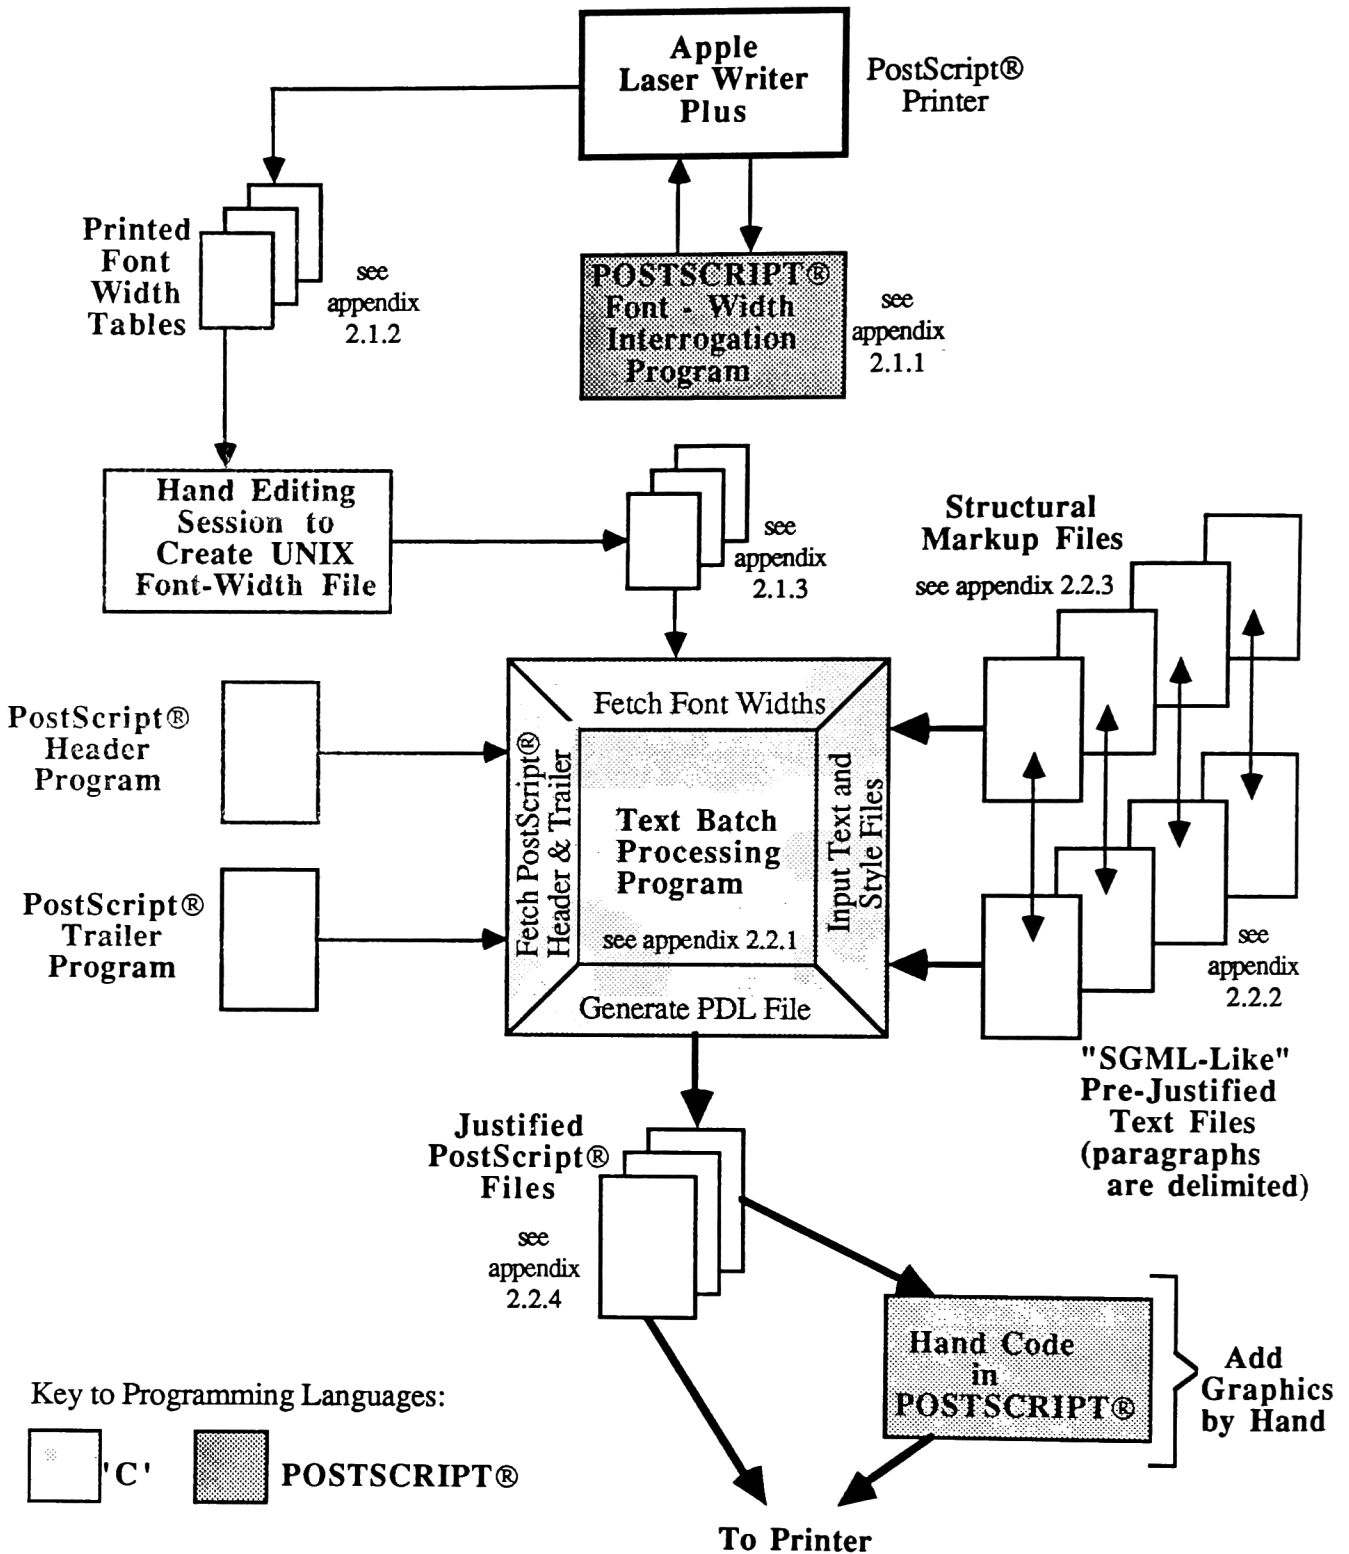 Apple
Laser Writer
Plus
PostScript®
Printer
Printed
Font
Width
Tables
see
appendix
2.1.2
POSTSCRIPT®
Font - Width
Interrogation
Program
see
appendix
2.1.1
Hand Editing
Session to
Create UNIX
Font-Width File
see
appendix
2.1.3
Structural
Markup Files
see appendix 2.2.3
PostScript®
Header
Program
PostScript®
Trailer
Program
Fetch Font Widths
Fetch PostScript®
Header & Trailer
Text Batch
Processing
Program
see appendix 2.2.1
Input Text and
Style Files
Generate PDL File
see
appendix
2.2.2
"SGML-Like"
Pre-Justified
Text Files
(paragraphs
are delimited)
Justified
PostScript®
Files
see
appendix
2.2.4
Hand Code
in
POSTSCRIPT®
Add
Graphics
by Hand
Key to Programming Languages:
'C'
POSTSCRIPT®
To Printer